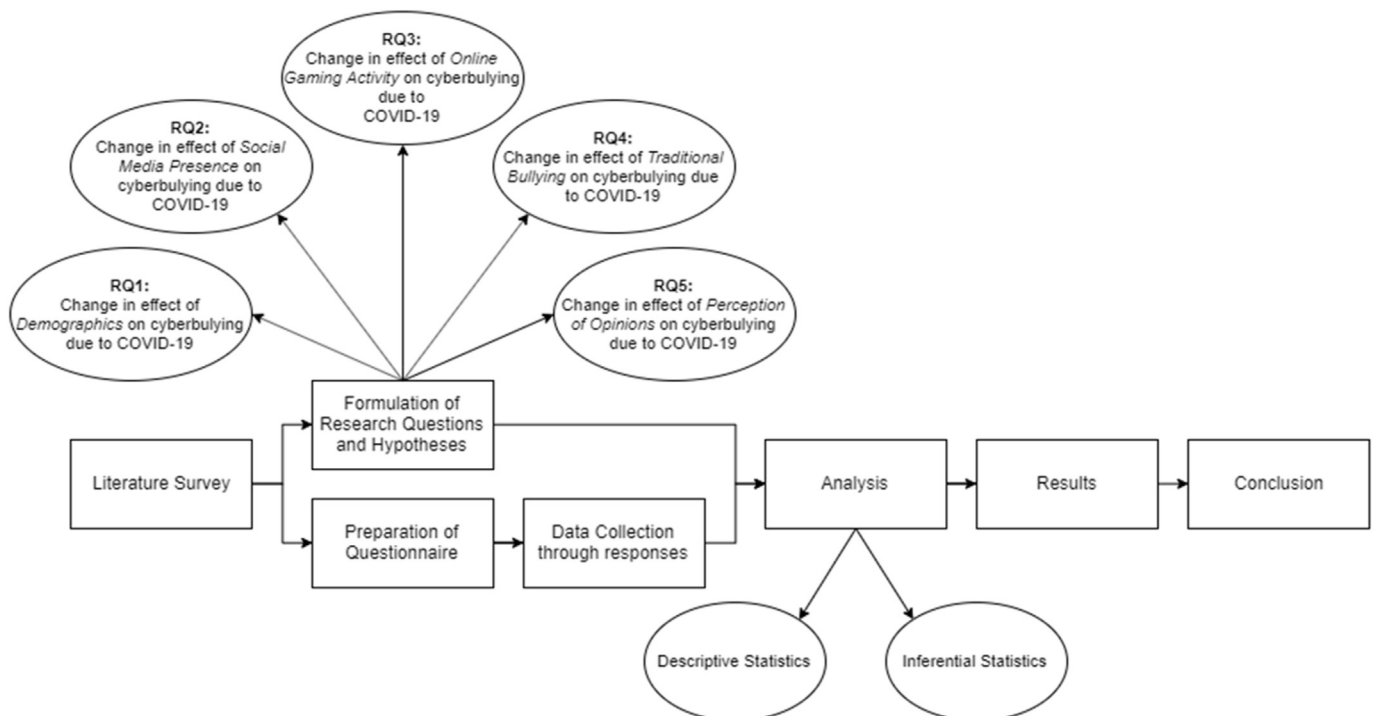 RQ3:
Change in effect of Online
Gaming Activity on cyberbulying
due to
COVID-19
RQ2:
Change in effect of Social
Media Presence on
cyberbulying due to
COVID-19
RQ4:
Change in effect of Traditional
Bullying on cyberbulying due
to COVID-19
RQ1:
Change in effect of
Demographics on cyberbulying
due to COVID-19
RQ5:
Change in effect of Perception
of Opinions on cyberbulying
due to COVID-19
Formulation of
Research Questions
and Hypotheses
Literature Survey
Preparation of
Questionnaire
Data Collection
through responses
Analysis
Results
Conclusion
Descriptive Statistics
Inferential Statistics